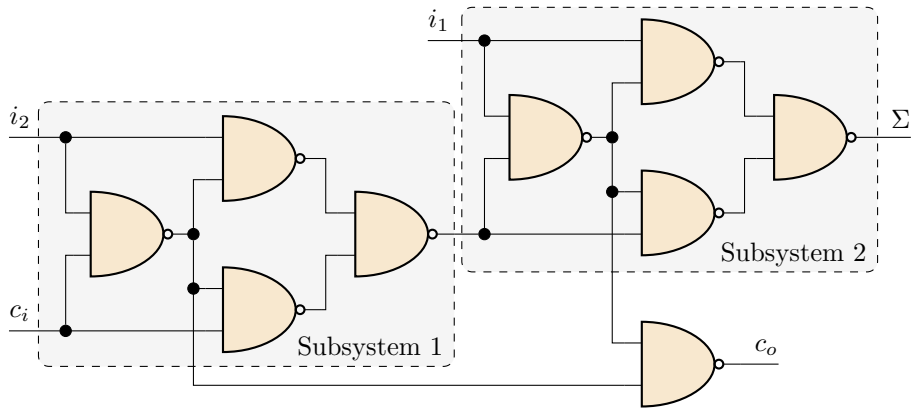 i₁
i₂
Σ
Subsystem 2
cᵢ
Subsystem 1
cₒ